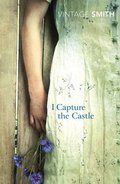 VINTAGE SMITH
I Capture
the Castle